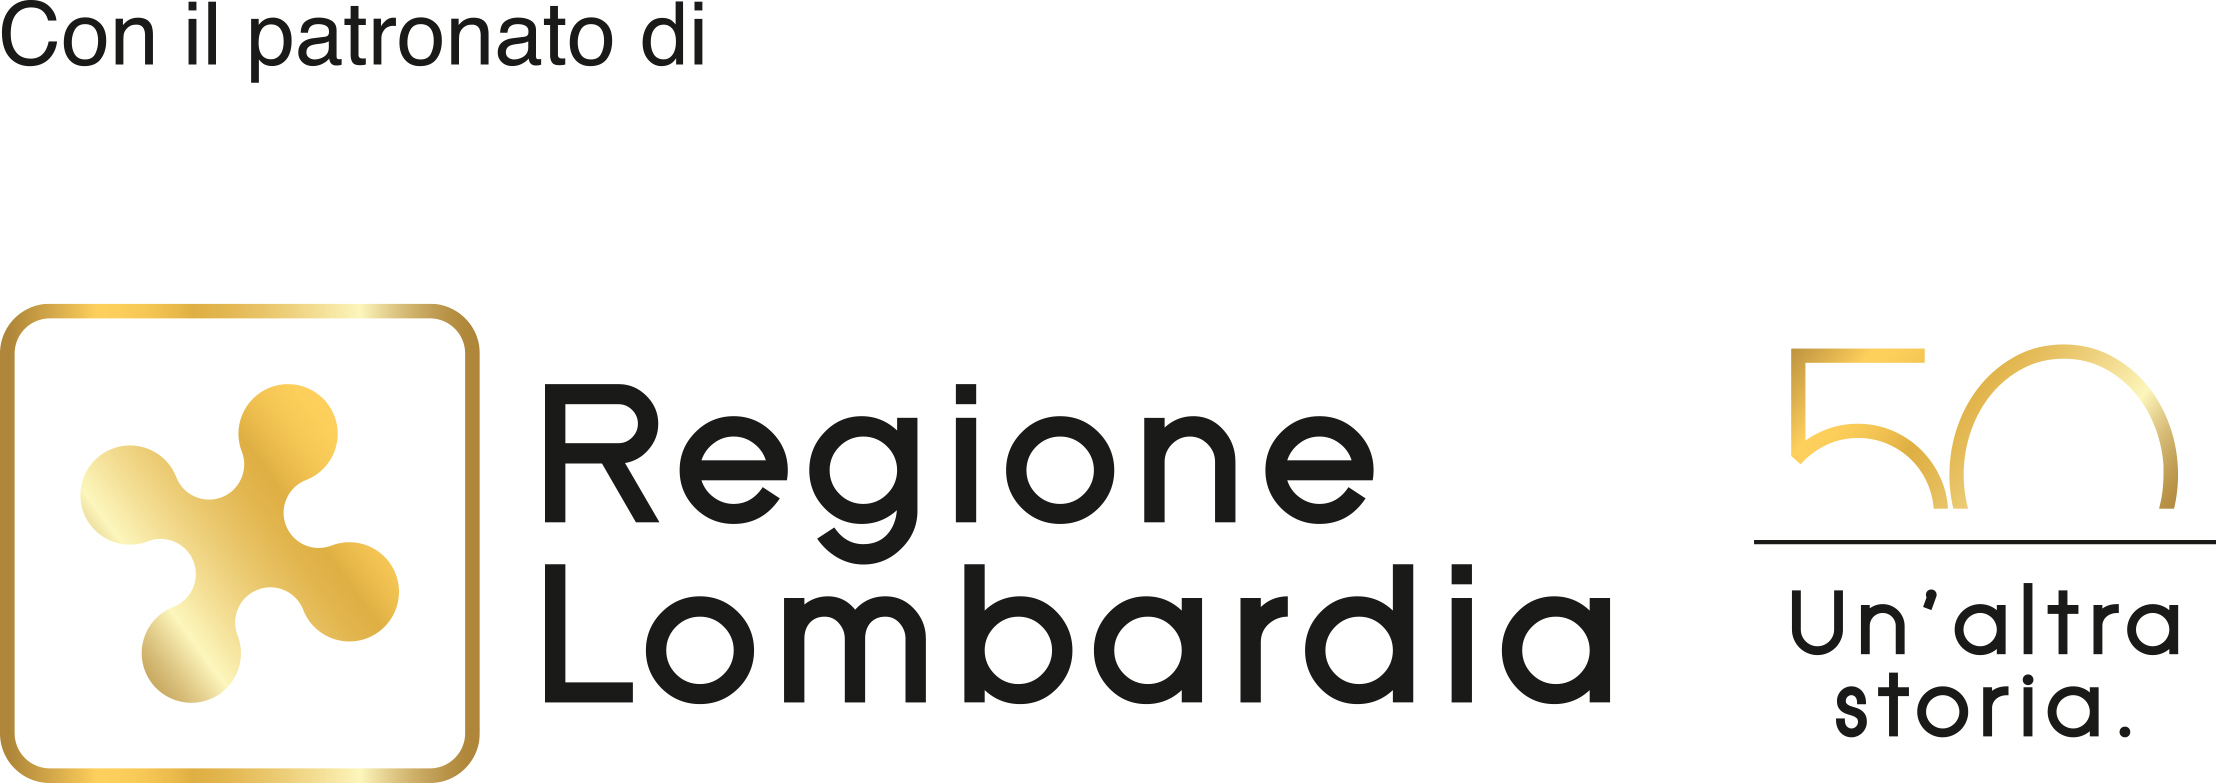 Con il patronato di
Regione
Lombardia
50
Un'altra
storia.